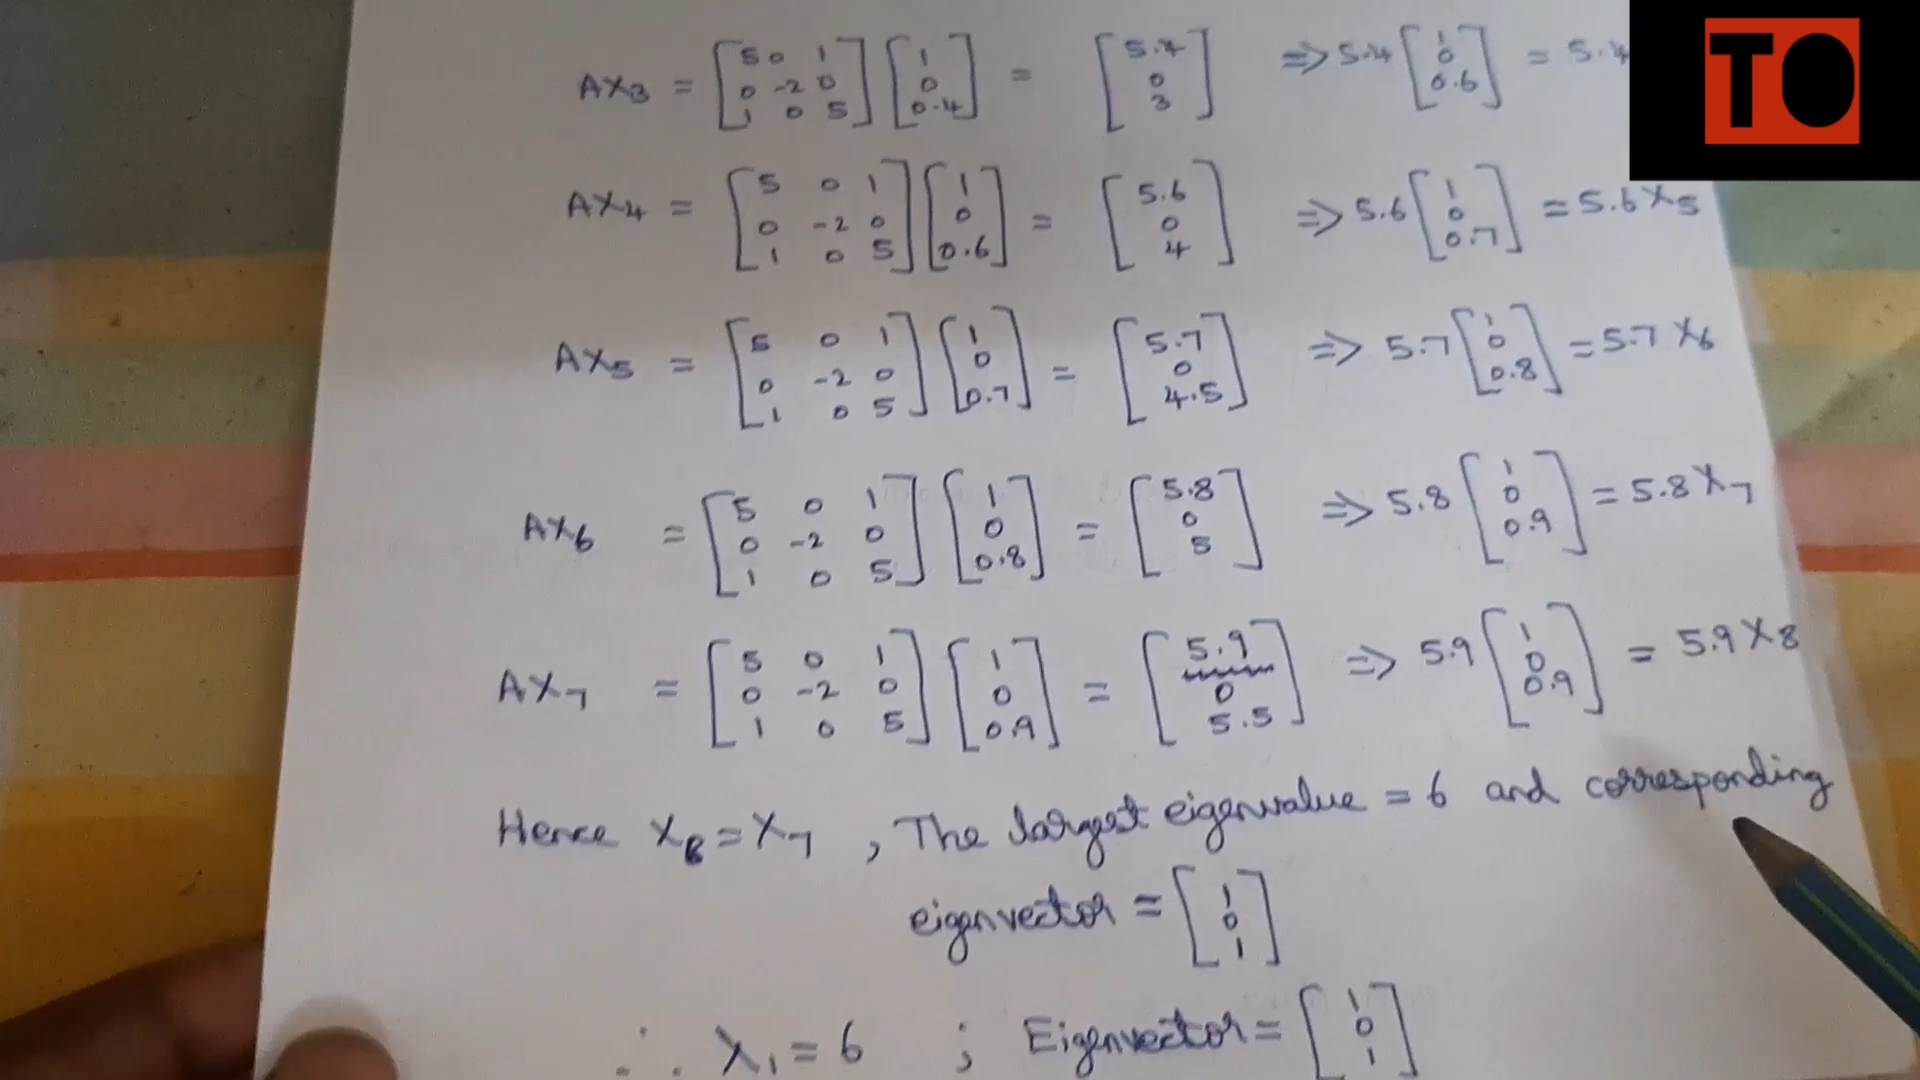 TO
AX3 = [5 0 1; 0 -2 0; 1 0 5] [1; 0; 0.4] = [5.4; 0; 3] => 5.4 [1; 0; 0.6] = 5.4
AX4 = [5 0 1; 0 -2 0; 1 0 5] [1; 0; 0.6] = [5.6; 0; 4] => 5.6 [1; 0; 0.7] = 5.6 X5
AX5 = [5 0 1; 0 -2 0; 1 0 5] [1; 0; 0.7] = [5.7; 0; 4.5] => 5.7 [1; 0; 0.8] = 5.7 X6
AX6 = [5 0 1; 0 -2 0; 1 0 5] [1; 0; 0.8] = [5.8; 0; 5] => 5.8 [1; 0; 0.9] = 5.8 X7
AX7 = [5 0 1; 0 -2 0; 1 0 5] [1; 0; 0.9] = [5.9; 0; 5.5] => 5.9 [1; 0; 0.9] = 5.9 X8
Hence X8 = X7 , The largest eigenvalue = 6 and corresponding
eigenvector = [1; 0; 1]
∴ λ1 = 6 ; Eigenvector = [1; 0; 1]